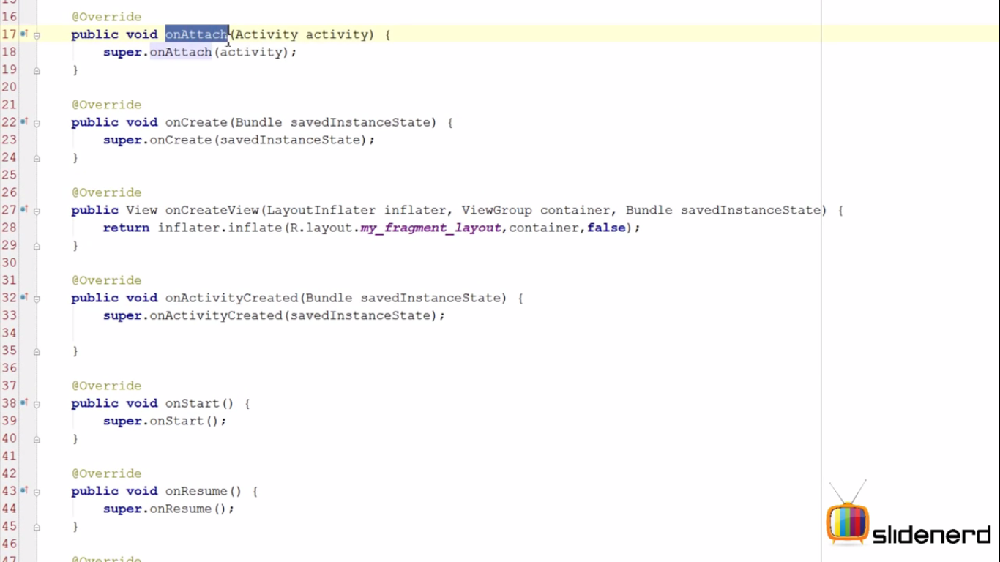 15
16 @Override
17 public void onAttach(Activity activity) {
18 super.onAttach(activity);
19 }
20
21 @Override
22 public void onCreate(Bundle savedInstanceState) {
23 super.onCreate(savedInstanceState);
24 }
25
26 @Override
27 public View onCreateView(LayoutInflater inflater, ViewGroup container, Bundle savedInstanceState) {
28 return inflater.inflate(R.layout.my_fragment_layout,container,false);
29 }
30
31 @Override
32 public void onActivityCreated(Bundle savedInstanceState) {
33 super.onActivityCreated(savedInstanceState);
34
35 }
36
37 @Override
38 public void onStart() {
39 super.onStart();
40 }
41
42 @Override
43 public void onResume() {
44 super.onResume();
45 }
46
47 @Override
slidenerd